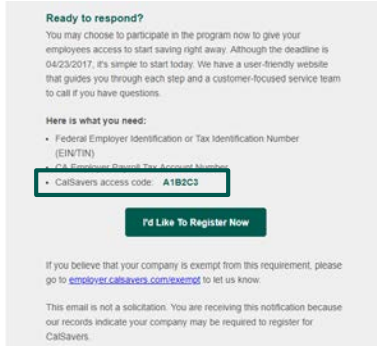 Ready to respond?
You may choose to participate in the program now to give your
employees access to start saving right away. Although the deadline is
04/23/2017, it's simple to start today. We have a user-friendly website
that guides you through each step and a customer-focused service team
to call if you have questions.
Here is what you need:
• Federal Employer Identification or Tax Identification Number
(EIN/TIN)
• CA Employer Payroll Tax Account Number
• CalSavers access code: A1B2C3
I'd Like To Register Now
If you believe that your company is exempt from this requirement, please
go to employer.calsavers.com/exempt to let us know.
This email is not a solicitation. You are receiving this notification because
our records indicate your company may be required to register for
CalSavers.